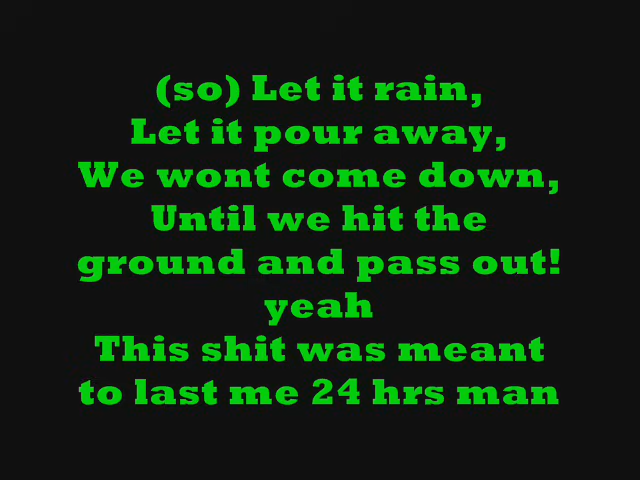 (so) Let it rain,
Let it pour away,
We wont come down,
Until we hit the
ground and pass out!
yeah
This shit was meant
to last me 24 hrs man